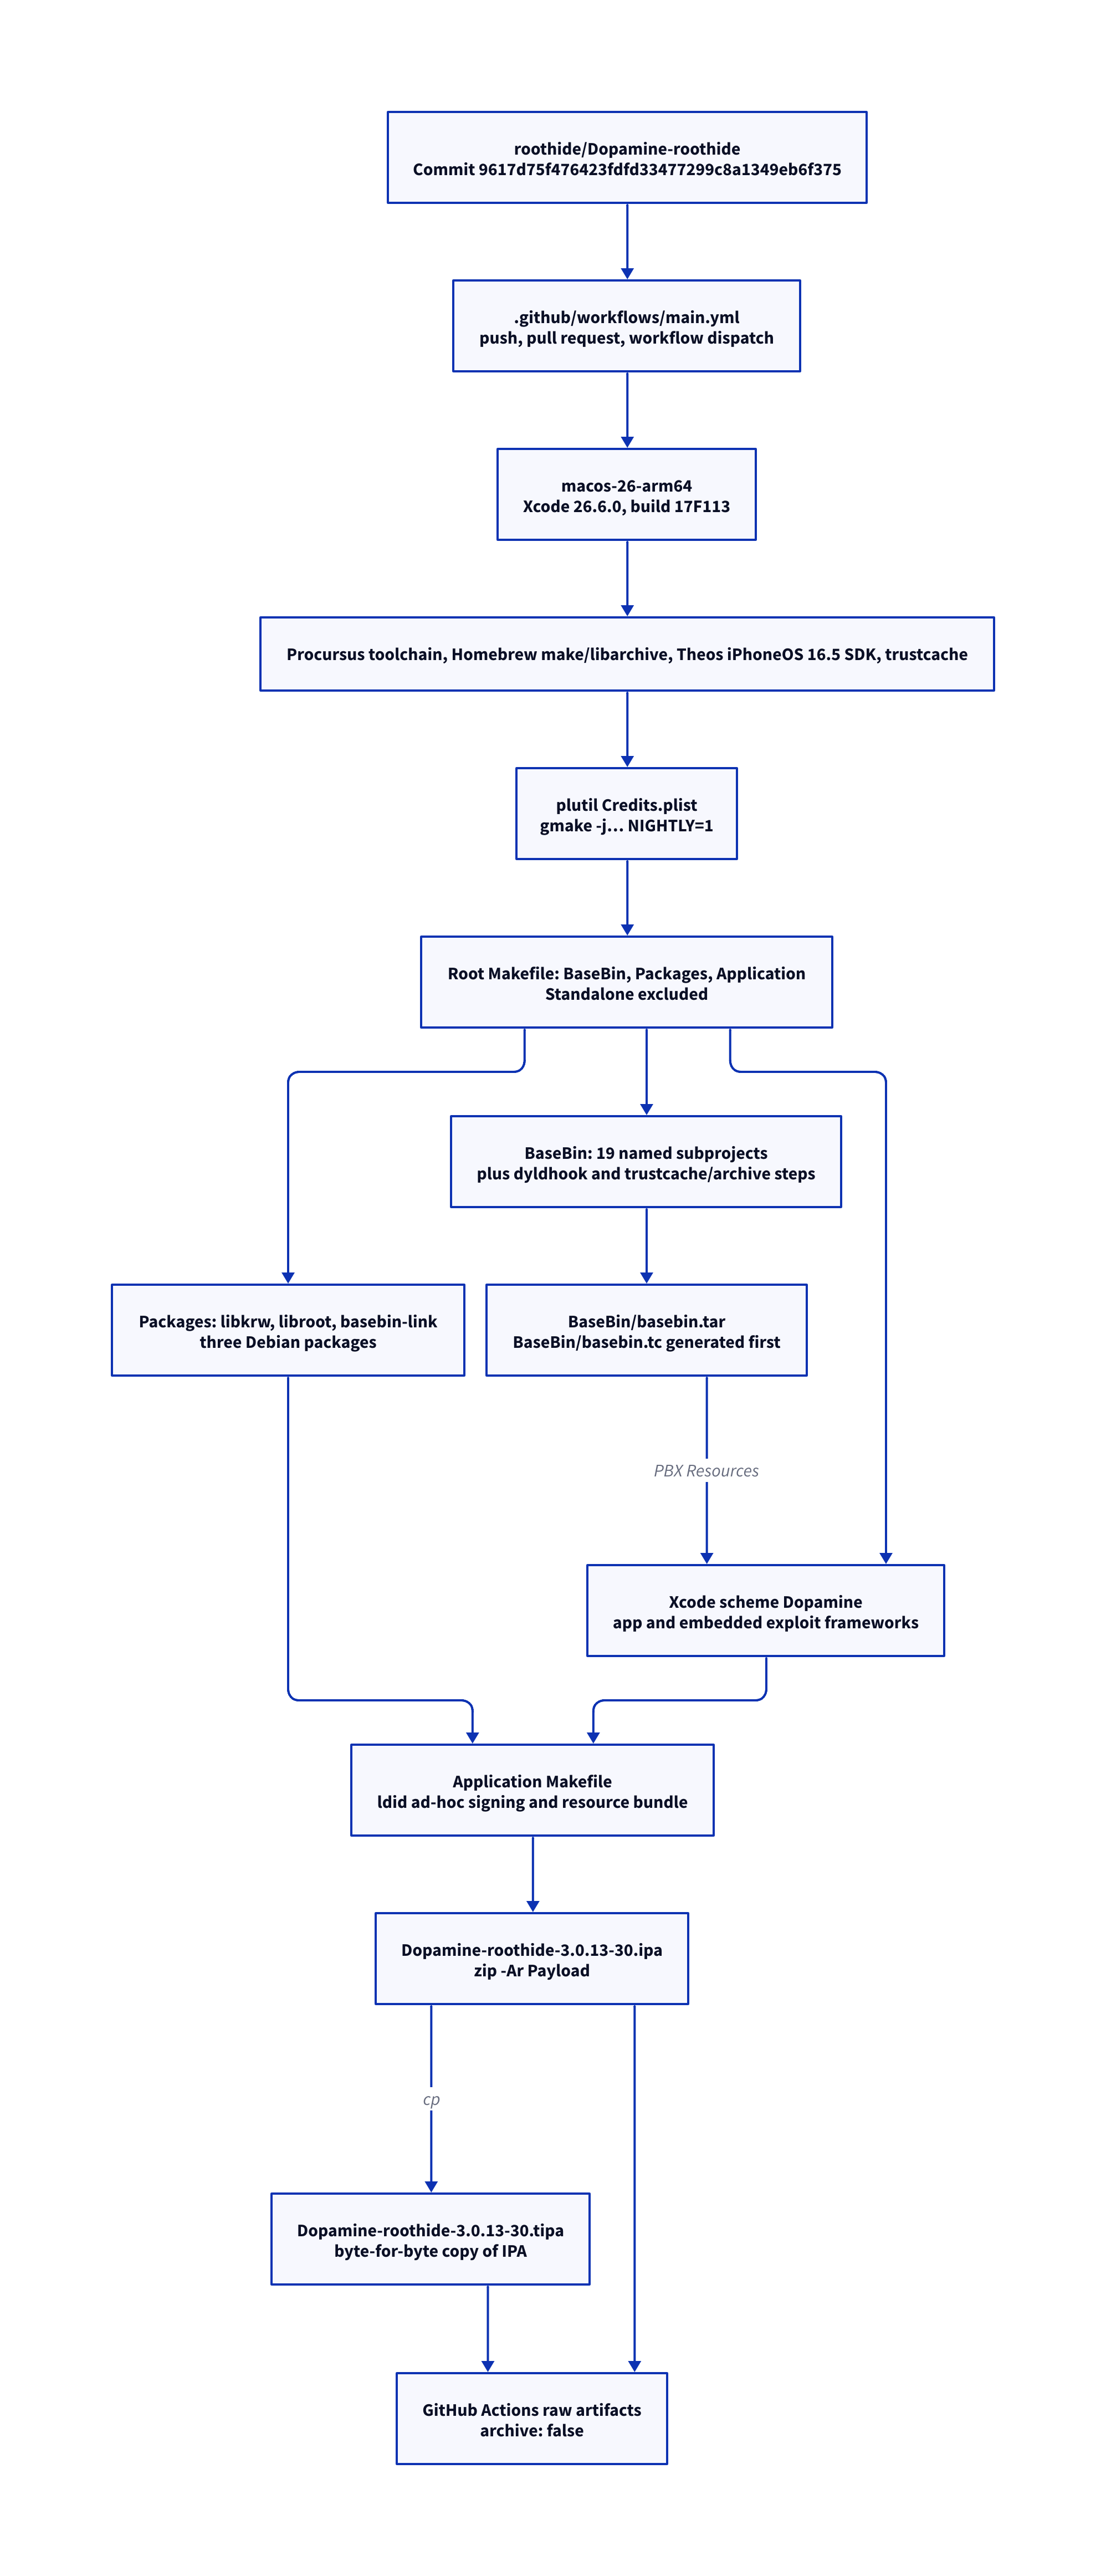 roothide/Dopamine-roothide
Commit 9617d75f476423fdfd33477299c8a1349eb6f375
.github/workflows/main.yml
push, pull request, workflow dispatch
macos-26-arm64
Xcode 26.6.0, build 17F113
Procursus toolchain, Homebrew make/libarchive, Theos iPhoneOS 16.5 SDK, trustcache
plutil Credits.plist
gmake -j... NIGHTLY=1
Root Makefile: BaseBin, Packages, Application
Standalone excluded
BaseBin: 19 named subprojects
plus dyldhook and trustcache/archive steps
Packages: libkrw, libroot, basebin-link
three Debian packages
BaseBin/basebin.tar
BaseBin/basebin.tc generated first
PBX Resources
Xcode scheme Dopamine
app and embedded exploit frameworks
Application Makefile
ldid ad-hoc signing and resource bundle
Dopamine-roothide-3.0.13-30.ipa
zip -Ar Payload
cp
Dopamine-roothide-3.0.13-30.tipa
byte-for-byte copy of IPA
GitHub Actions raw artifacts
archive: false